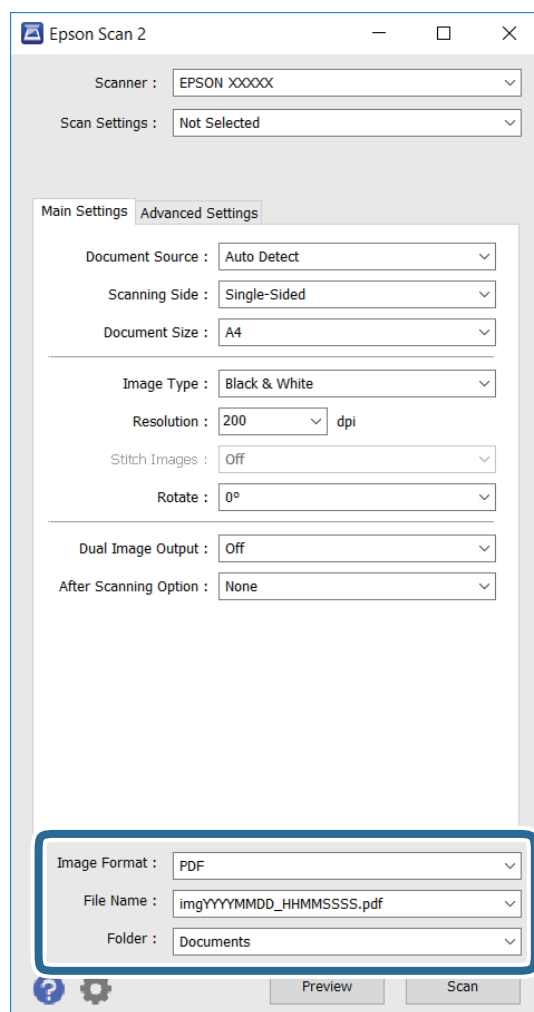 Epson Scan 2
Scanner : EPSON XXXXX
Scan Settings : Not Selected
Main Settings Advanced Settings
Document Source : Auto Detect
Scanning Side : Single-Sided
Document Size : A4
Image Type : Black & White
Resolution : 200 dpi
Stitch Images : Off
Rotate : 0°
Dual Image Output : Off
After Scanning Option : None
Image Format : PDF
File Name : imgYYYYMMDD_HHMMSSSS.pdf
Folder : Documents
? Preview Scan